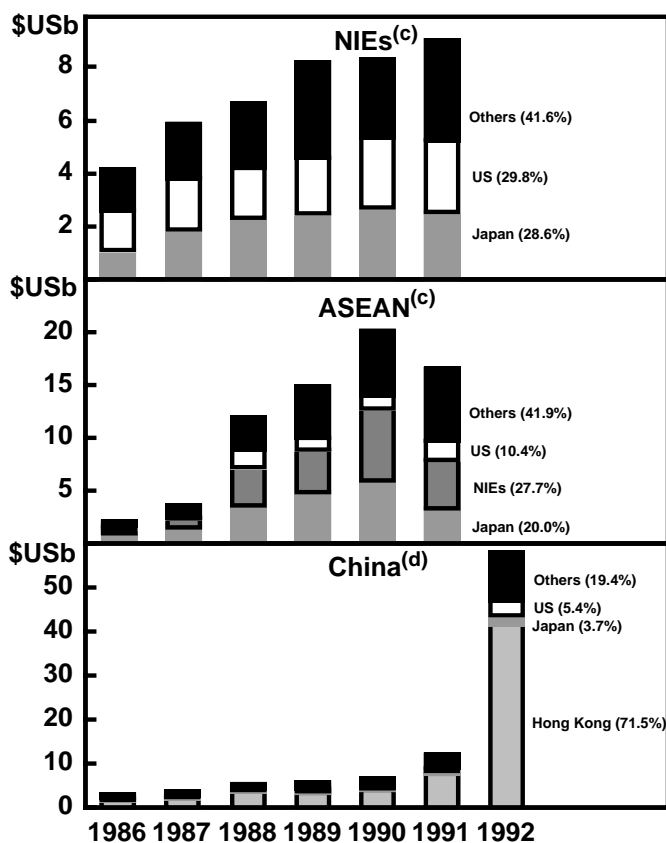 $USb
NIEs(c)
8
6
4
2
Others (41.6%)
US (29.8%)
Japan (28.6%)
$USb
ASEAN(c)
20
15
10
5
Others (41.9%)
US (10.4%)
NIEs (27.7%)
Japan (20.0%)
$USb
China(d)
50
40
30
20
10
0
Others (19.4%)
US (5.4%)
Japan (3.7%)
Hong Kong (71.5%)
1986 1987 1988 1989 1990 1991 1992